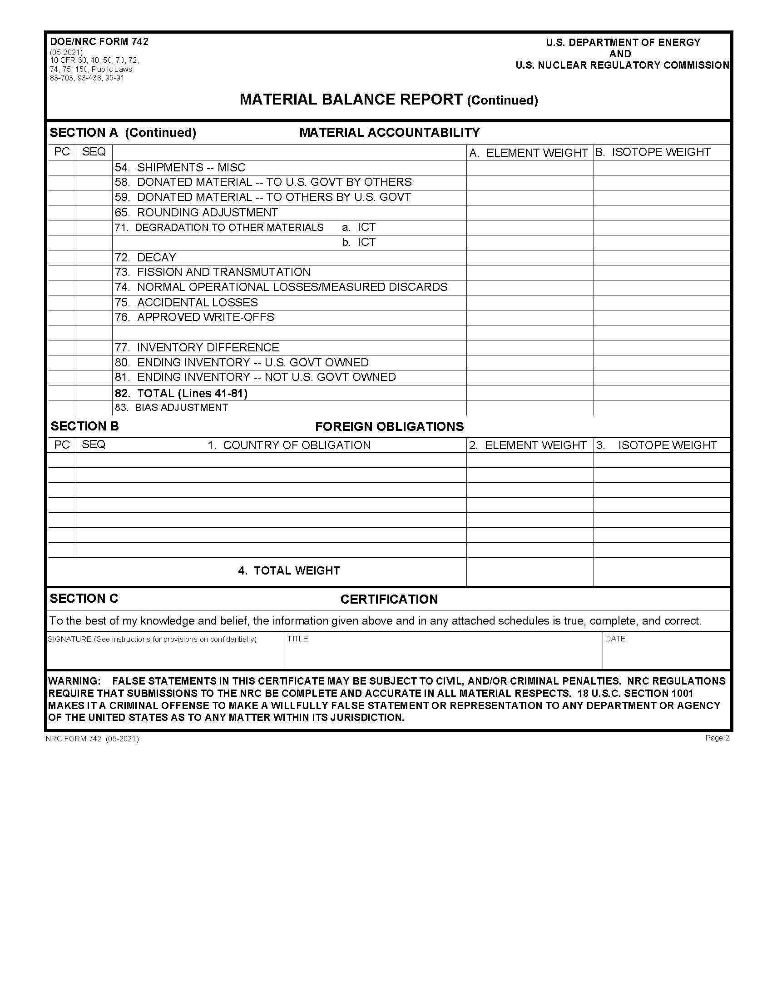 DOE/NRC FORM 742
(05-2021)
10 CFR 30, 40, 50, 70, 72,
74, 75, 150, Public Laws
83-703, 93-438, 95-91
U.S. DEPARTMENT OF ENERGY
AND
U.S. NUCLEAR REGULATORY COMMISSION
MATERIAL BALANCE REPORT (Continued)
SECTION A (Continued) MATERIAL ACCOUNTABILITY
PC SEQ A. ELEMENT WEIGHT B. ISOTOPE WEIGHT
54. SHIPMENTS -- MISC
58. DONATED MATERIAL -- TO U.S. GOVT BY OTHERS
59. DONATED MATERIAL -- TO OTHERS BY U.S. GOVT
65. ROUNDING ADJUSTMENT
71. DEGRADATION TO OTHER MATERIALS a. ICT
b. ICT
72. DECAY
73. FISSION AND TRANSMUTATION
74. NORMAL OPERATIONAL LOSSES/MEASURED DISCARDS
75. ACCIDENTAL LOSSES
76. APPROVED WRITE-OFFS
77. INVENTORY DIFFERENCE
80. ENDING INVENTORY -- U.S. GOVT OWNED
81. ENDING INVENTORY -- NOT U.S. GOVT OWNED
82. TOTAL (Lines 41-81)
83. BIAS ADJUSTMENT
SECTION B FOREIGN OBLIGATIONS
PC SEQ 1. COUNTRY OF OBLIGATION 2. ELEMENT WEIGHT 3. ISOTOPE WEIGHT
4. TOTAL WEIGHT
SECTION C CERTIFICATION
To the best of my knowledge and belief, the information given above and in any attached schedules is true, complete, and correct.
SIGNATURE (See instructions for provisions on confidentially) TITLE DATE
WARNING: FALSE STATEMENTS IN THIS CERTIFICATE MAY BE SUBJECT TO CIVIL, AND/OR CRIMINAL PENALTIES. NRC REGULATIONS
REQUIRE THAT SUBMISSIONS TO THE NRC BE COMPLETE AND ACCURATE IN ALL MATERIAL RESPECTS. 18 U.S.C. SECTION 1001
MAKES IT A CRIMINAL OFFENSE TO MAKE A WILLFULLY FALSE STATEMENT OR REPRESENTATION TO ANY DEPARTMENT OR AGENCY
OF THE UNITED STATES AS TO ANY MATTER WITHIN ITS JURISDICTION.
NRC FORM 742 (05-2021) Page 2